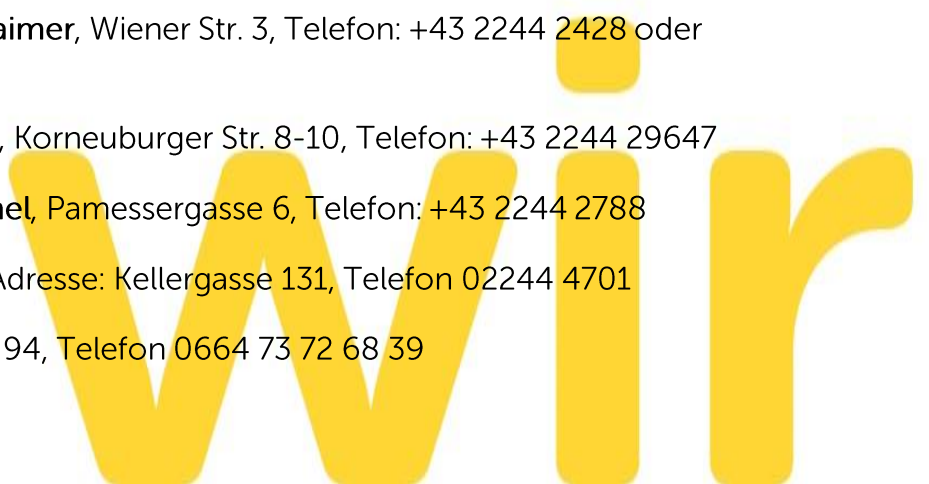 aimer, Wiener Str. 3, Telefon: +43 2244 2428 oder
, Korneuburger Str. 8-10, Telefon: +43 2244 29647
el, Pamessergasse 6, Telefon: +43 2244 2788
Adresse: Kellergasse 131, Telefon 02244 4701
94, Telefon 0664 73 72 68 39
wir